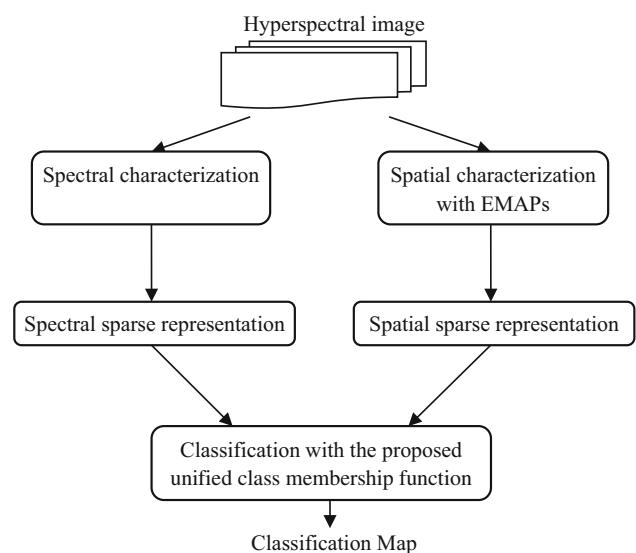 Hyperspectral image
Spectral characterization
Spatial characterization
with EMAPs
Spectral sparse representation
Spatial sparse representation
Classification with the proposed
unified class membership function
Classification Map